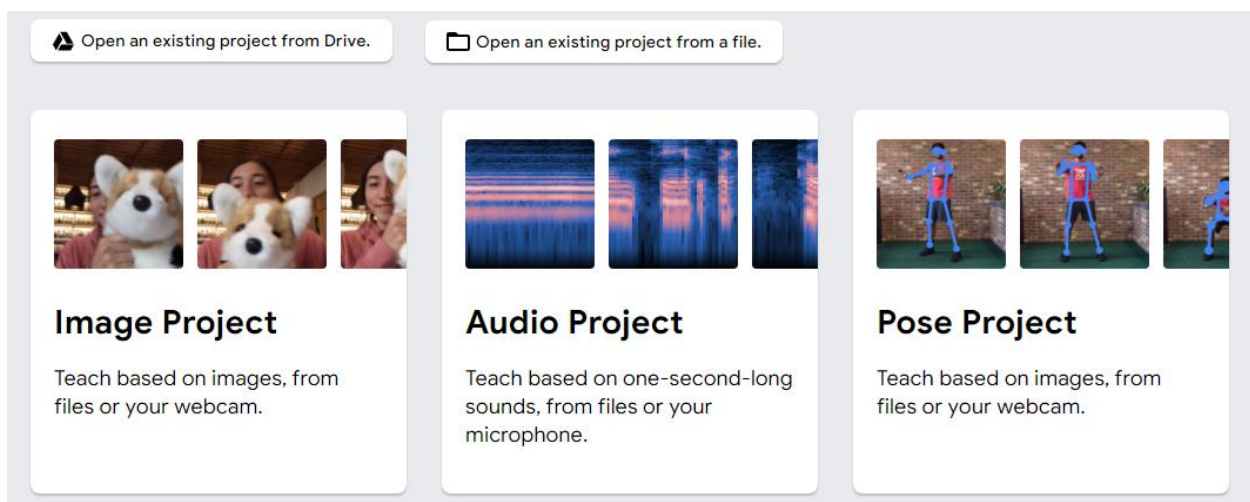 Open an existing project from Drive.
Open an existing project from a file.
Image Project
Teach based on images, from
files or your webcam.
Audio Project
Teach based on one-second-long
sounds, from files or your
microphone.
Pose Project
Teach based on images, from
files or your webcam.